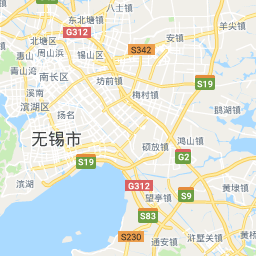 八士镇
羊尖镇
东北塘镇
G312
北塘区
安镇
周山浜
锡山区
S342
青山湾
南长区
坊前镇
S19
溪南
梅村镇
滨湖区
鹅湖镇
扬名
无锡市
硕放镇
鸿山镇
G2
S19
滨湖
G312
黄埭镇
望亭镇
S9
S83
S230
通安镇
浒墅关镇
黄桥